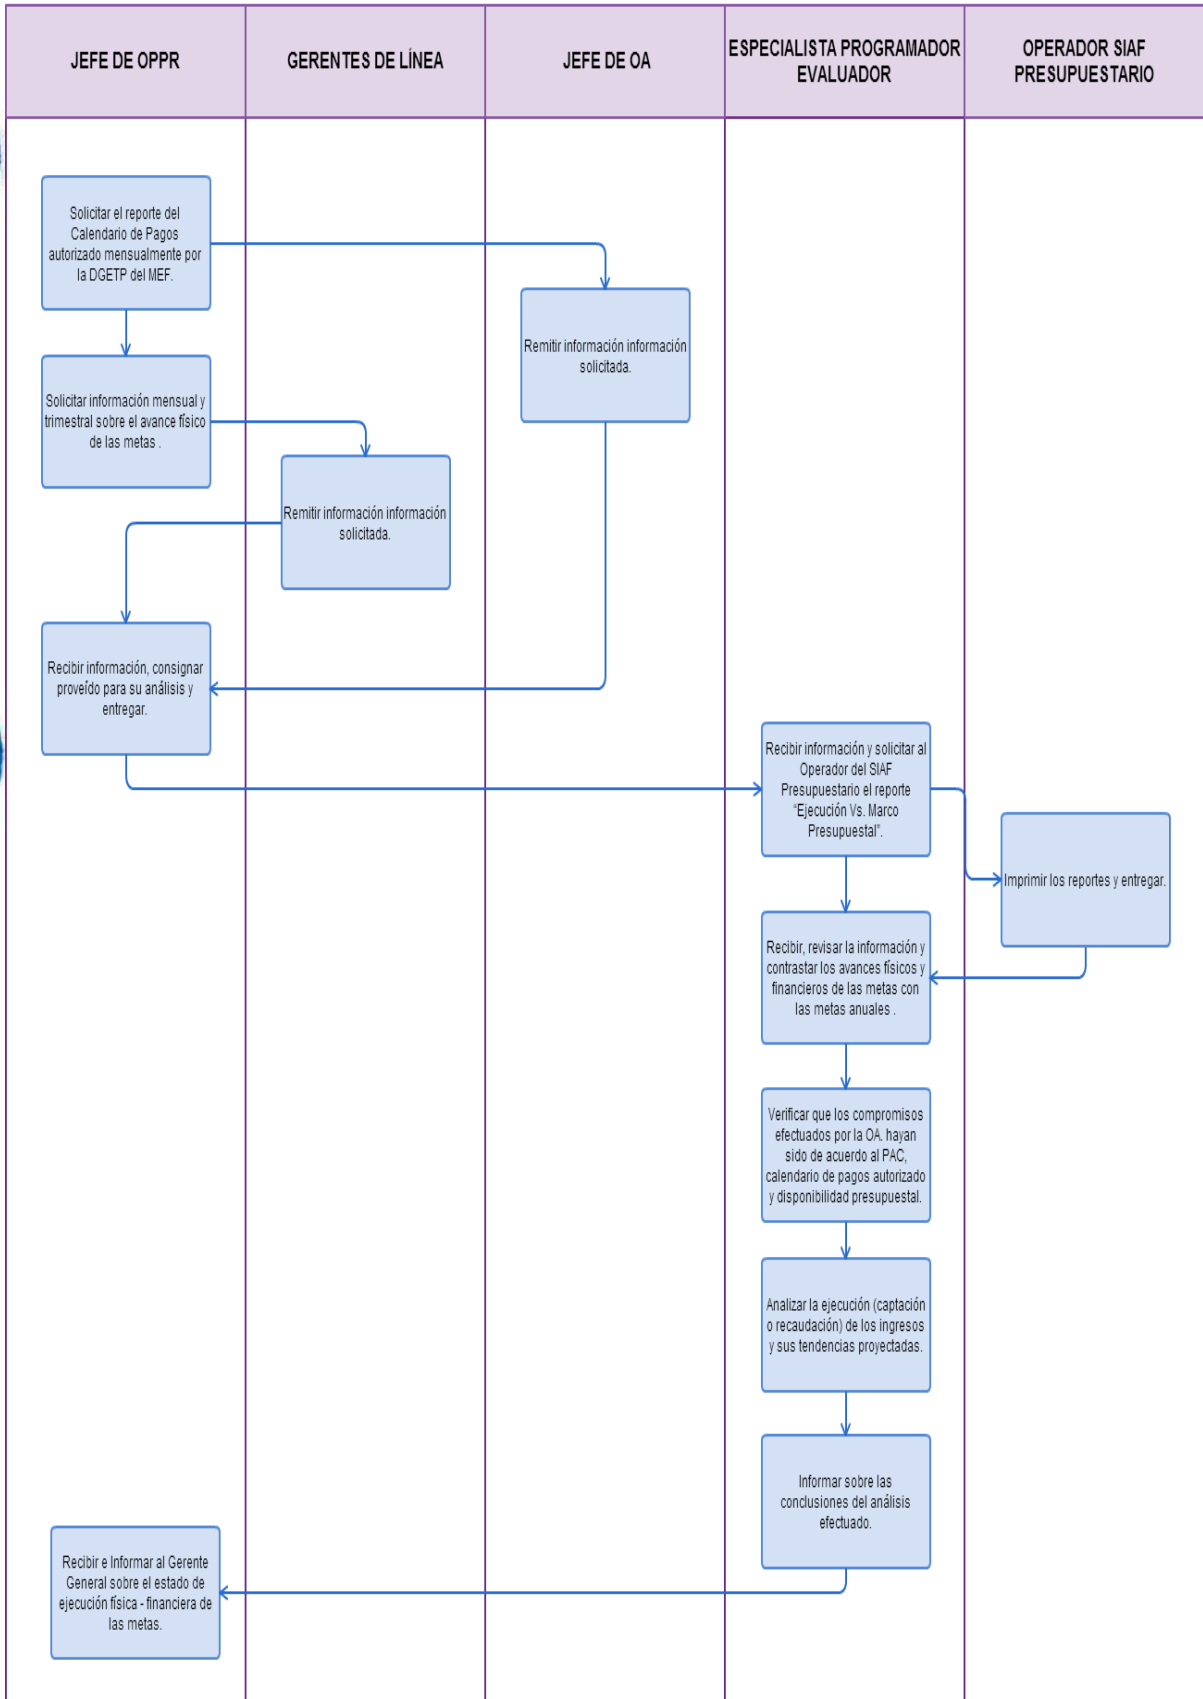 JEFE DE OPPR
GERENTES DE LÍNEA
JEFE DE OA
ESPECIALISTA PROGRAMADOR
EVALUADOR
OPERADOR SIAF
PRESUPUESTARIO
Solicitar el reporte del
Calendario de Pagos
autorizado mensualmente por
la DGETP del MEF.
Remitir información información
solicitada.
Solicitar información mensual y
trimestral sobre el avance físico
de las metas .
Remitir información información
solicitada.
Recibir información, consignar
proveído para su análisis y
entregar.
Recibir información y solicitar al
Operador del SIAF
Presupuestario el reporte
“Ejecución Vs. Marco
Presupuestal”.
Imprimir los reportes y entregar.
Recibir, revisar la información y
contrastar los avances físicos y
financieros de las metas con
las metas anuales .
Verificar que los compromisos
efectuados por la OA. hayan
sido de acuerdo al PAC,
calendario de pagos autorizado
y disponibilidad presupuestal.
Analizar la ejecución (captación
o recaudación) de los ingresos
y sus tendencias proyectadas.
Informar sobre las
conclusiones del análisis
efectuado.
Recibir e Informar al Gerente
General sobre el estado de
ejecución física - financiera de
las metas.